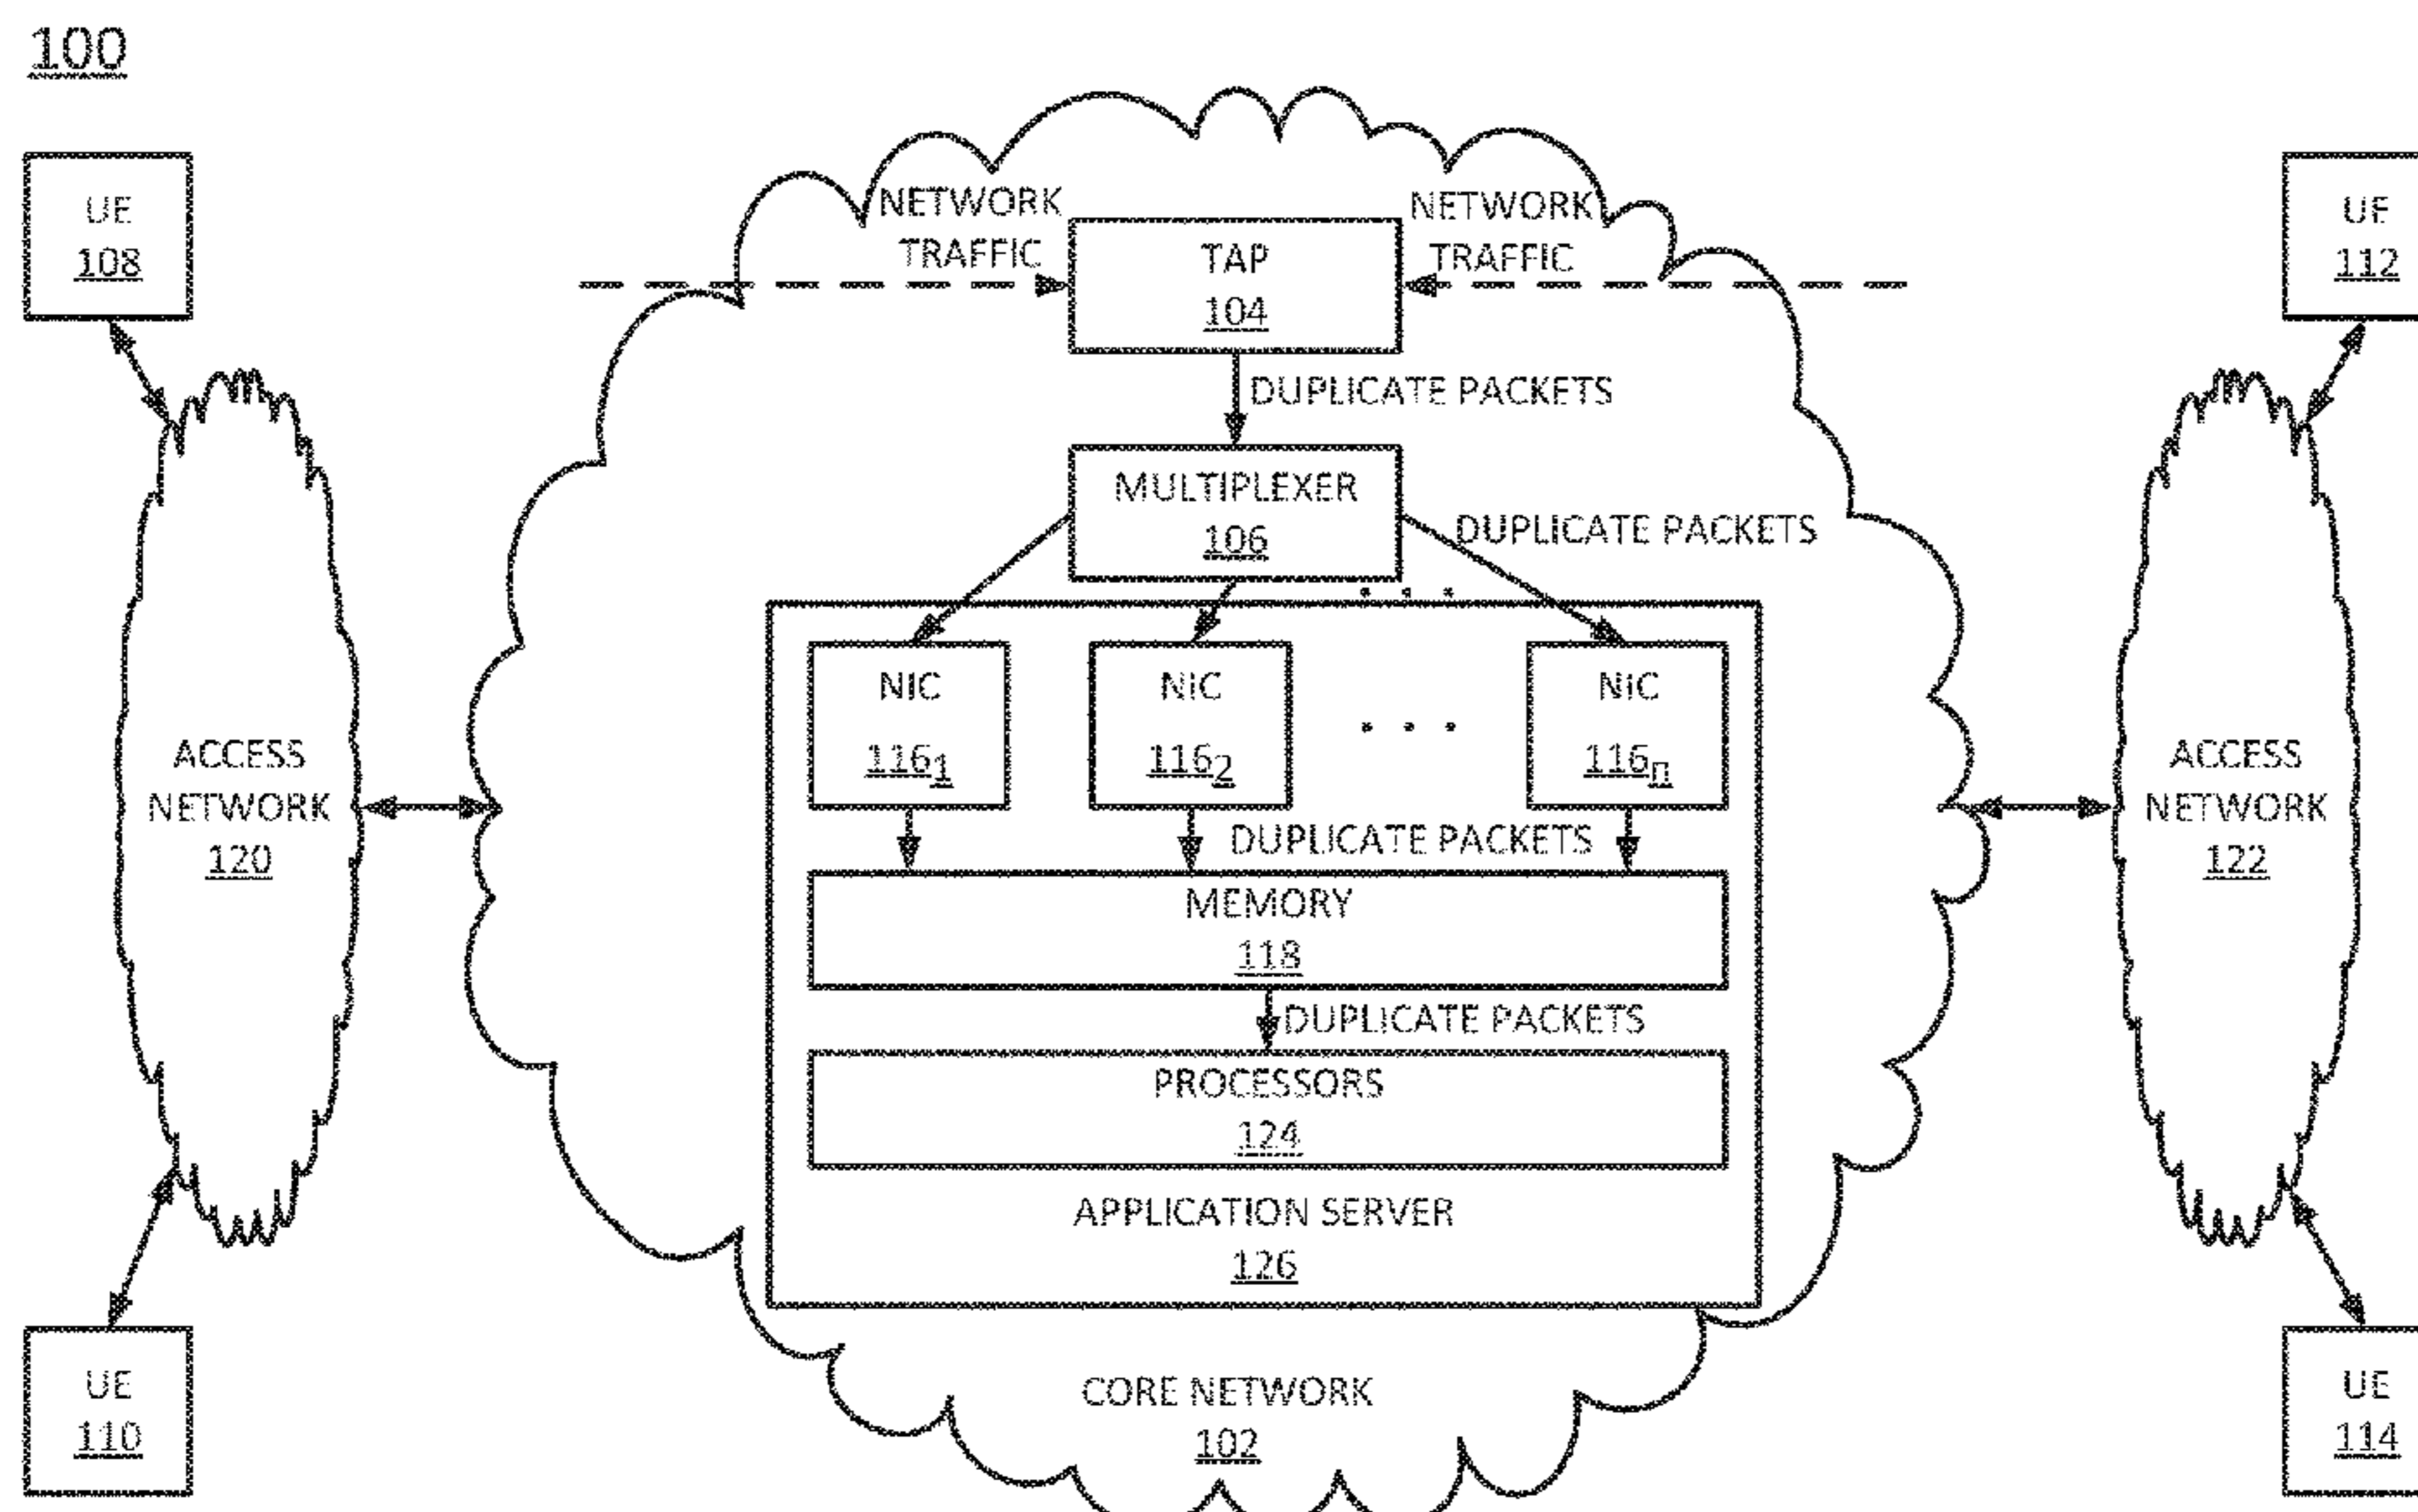 100
UE
108
UE
112
NETWORK
TRAFFIC
NETWORK
TRAFFIC
TAP
104
DUPLICATE PACKETS
MULTIPLEXER
106
DUPLICATE PACKETS
NIC
116₁
NIC
116₂
. . .
NIC
116ₙ
ACCESS
NETWORK
120
ACCESS
NETWORK
122
DUPLICATE PACKETS
MEMORY
118
DUPLICATE PACKETS
PROCESSORS
124
APPLICATION SERVER
126
UE
110
CORE NETWORK
102
UE
114